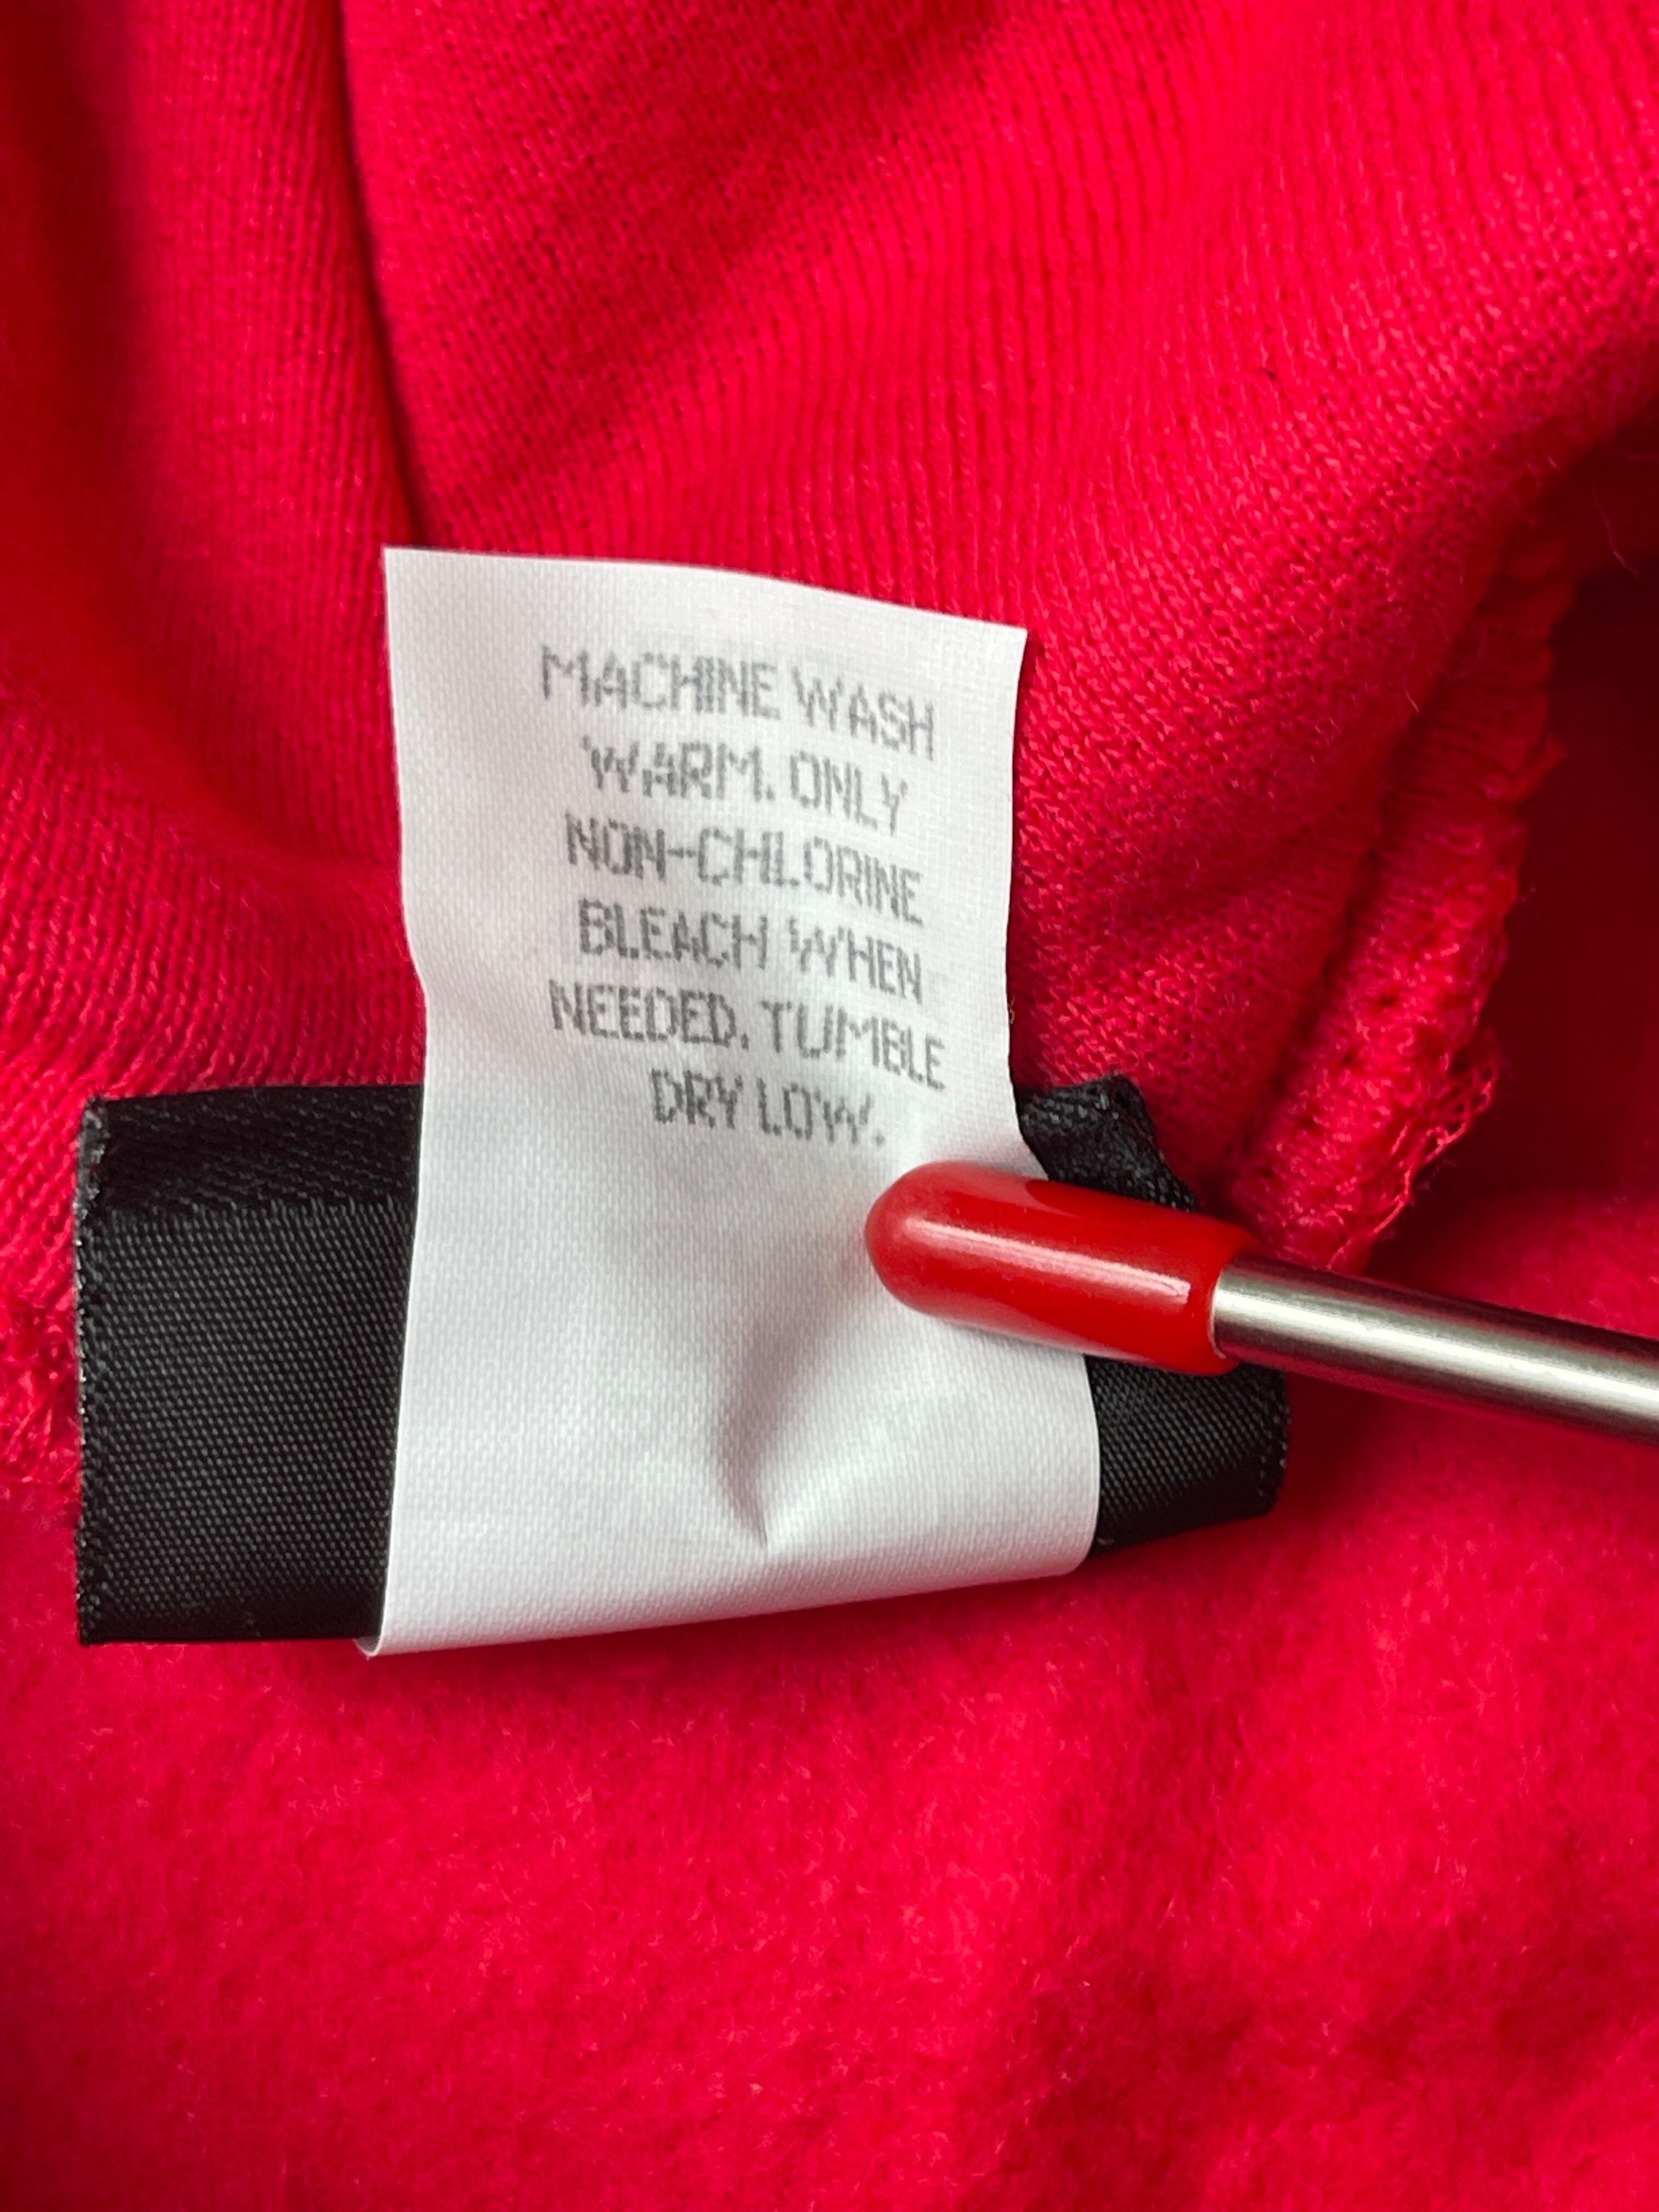 MACHINE WASH
WARM. ONLY
NON-CHLORINE
BLEACH WHEN
NEEDED. TUMBLE
DRY LOW.